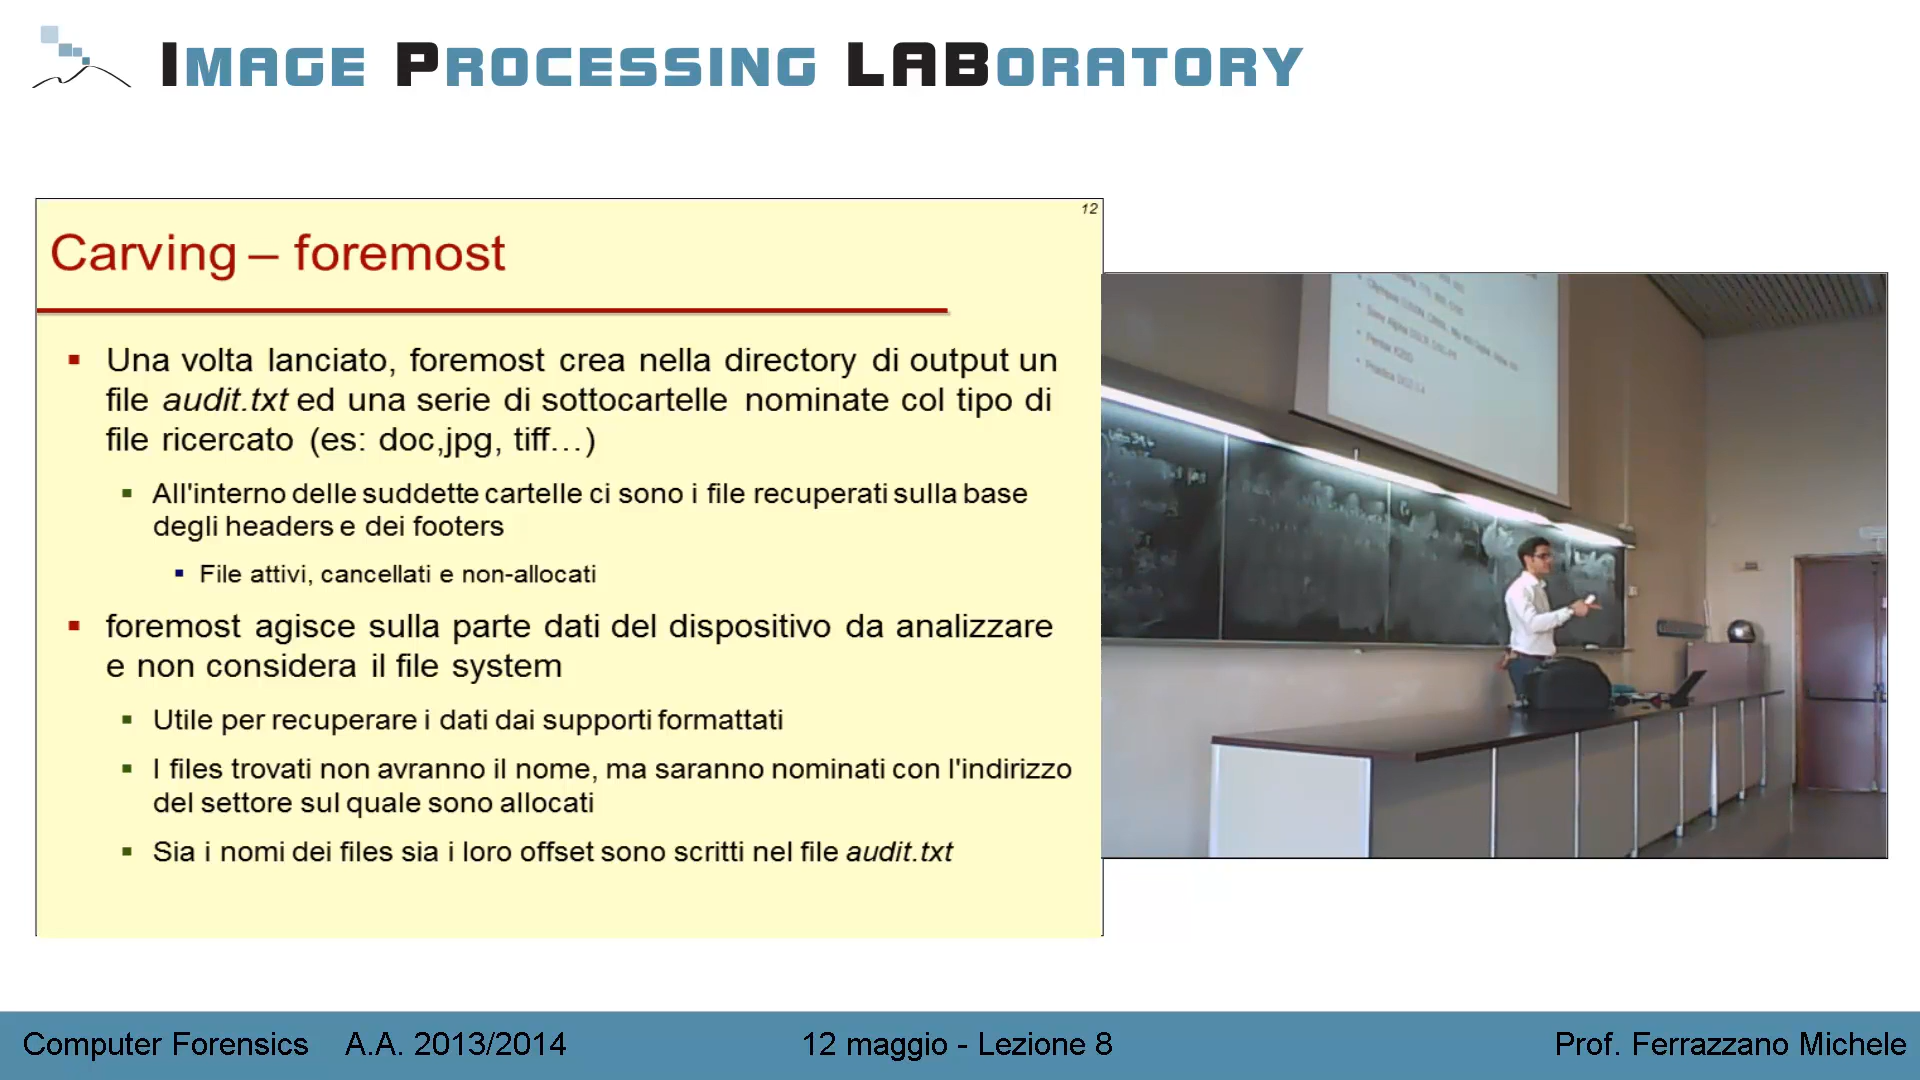 IMAGE PROCESSING LABORATORY
12
Carving – foremost
Una volta lanciato, foremost crea nella directory di output un
file audit.txt ed una serie di sottocartelle nominate col tipo di
file ricercato (es: doc,jpg, tiff…)
All'interno delle suddette cartelle ci sono i file recuperati sulla base
degli headers e dei footers
File attivi, cancellati e non-allocati
foremost agisce sulla parte dati del dispositivo da analizzare
e non considera il file system
Utile per recuperare i dati dai supporti formattati
I files trovati non avranno il nome, ma saranno nominati con l'indirizzo
del settore sul quale sono allocati
Sia i nomi dei files sia i loro offset sono scritti nel file audit.txt
Computer Forensics A.A. 2013/2014 12 maggio - Lezione 8 Prof. Ferrazzano Michele